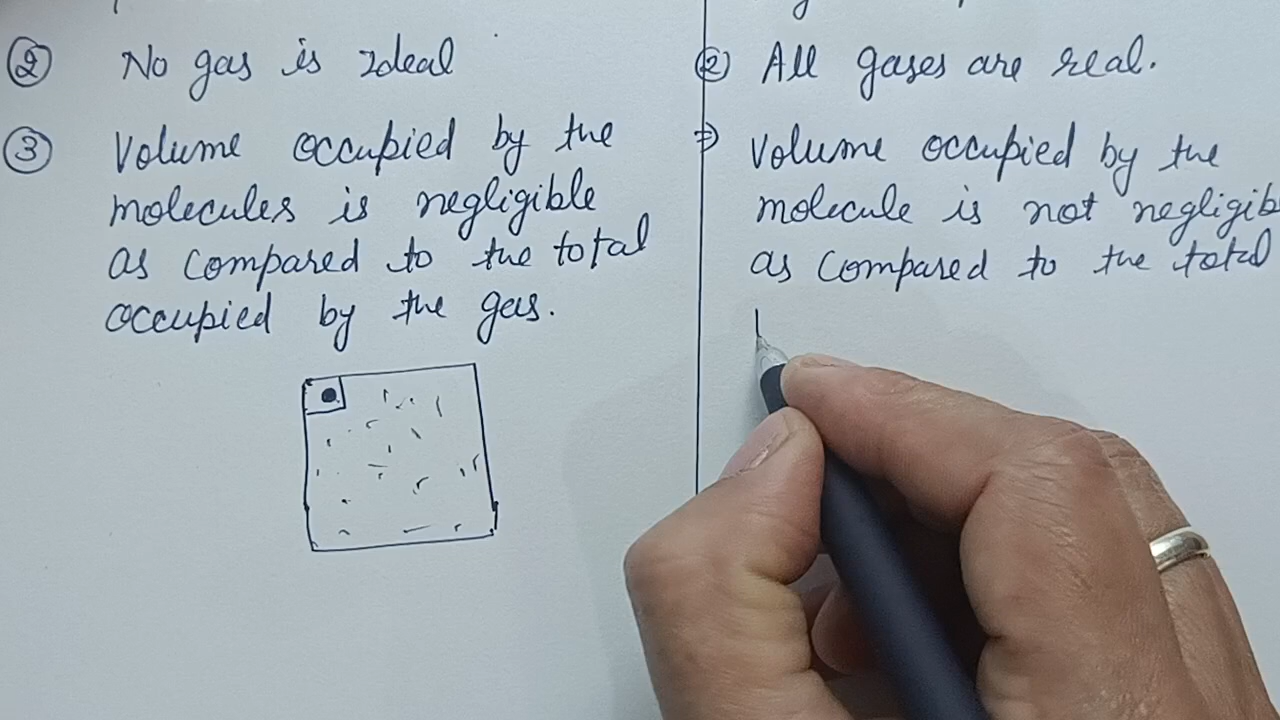 ② No gas is Ideal
③ Volume occupied by the
molecules is negligible
as compared to the total
occupied by the gas.
② All gases are real.
⇒ Volume occupied by the
molecule is not negligib
as compared to the total